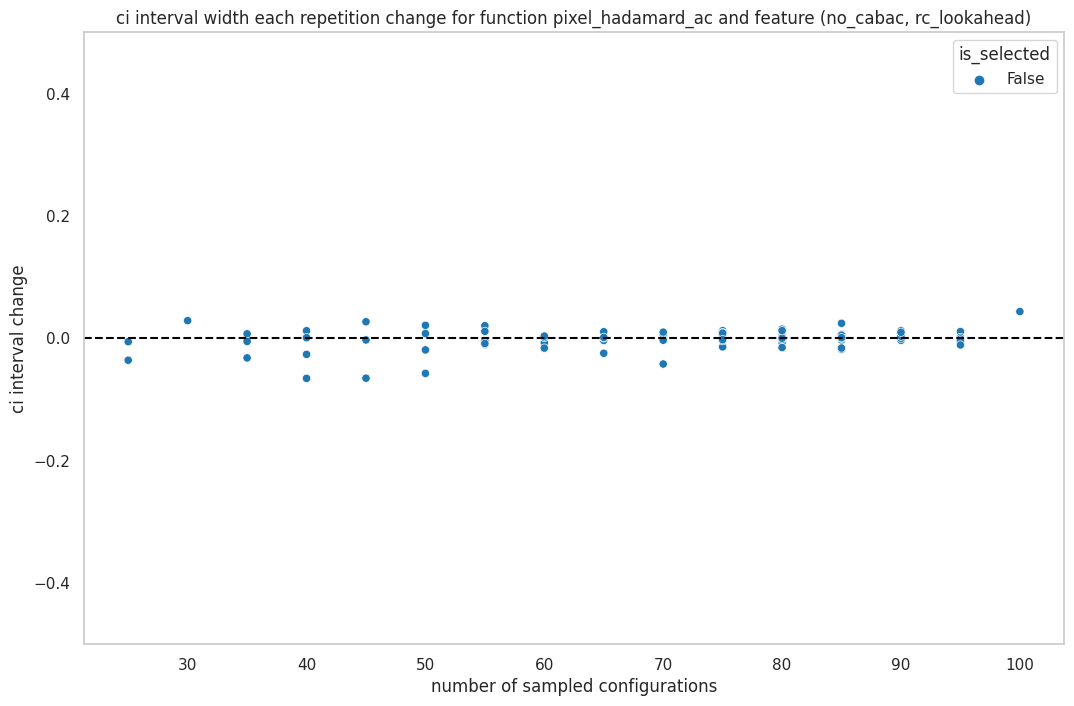 ci interval width each repetition change for function pixel_hadamard_ac and feature (no_cabac, rc_lookahead)
is_selected
False
0.4
0.2
0.0
−0.2
−0.4
ci interval change
30 40 50 60 70 80 90 100
number of sampled configurations